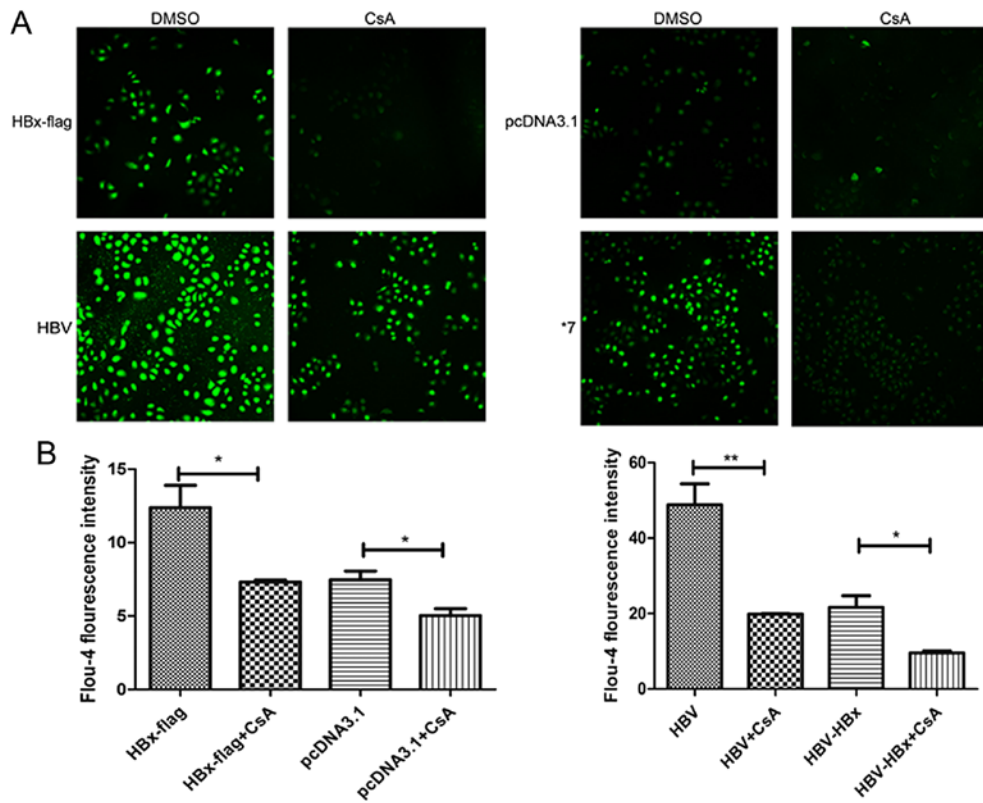 A
DMSO CsA DMSO CsA
HBx-flag pcDNA3.1
HBV *7
B
Flou-4 flourescence intensity
15
10
5
0
*
*
HBx-flag
HBx-flag+CsA
pcDNA3.1
pcDNA3.1+CsA
Flou-4 flourescence intensity
60
40
20
0
**
*
HBV
HBV+CsA
HBV-HBx
HBV-HBx+CsA